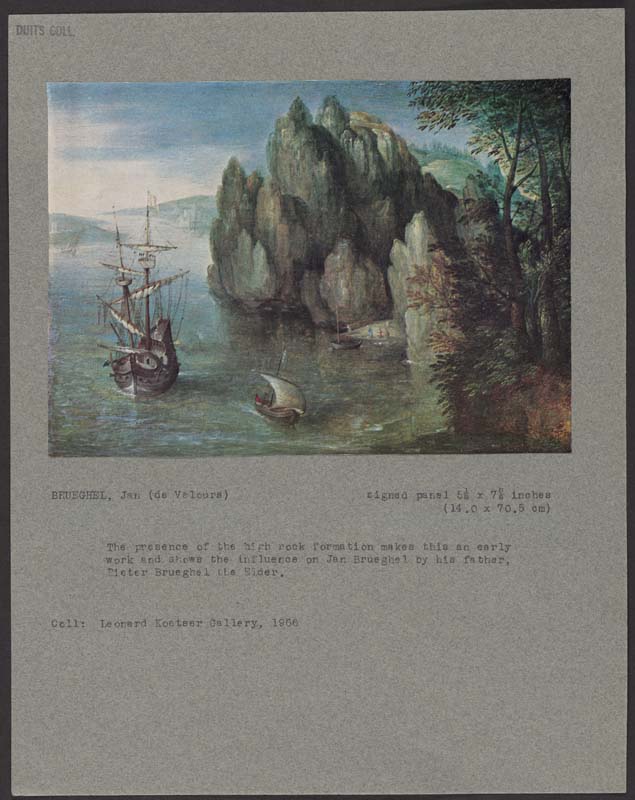 DUITS COLL.
BRUEGHEL, Jan (de Velours)
signed panel 5½ x 7⅞ inches
(14.0 x 70.5 cm)
The presence of the high rock formation makes this an early
work and shows the influence on Jan Brueghel by his father,
Pieter Brueghel the Elder.
Coll: Leonard Koetser Gallery, 1966